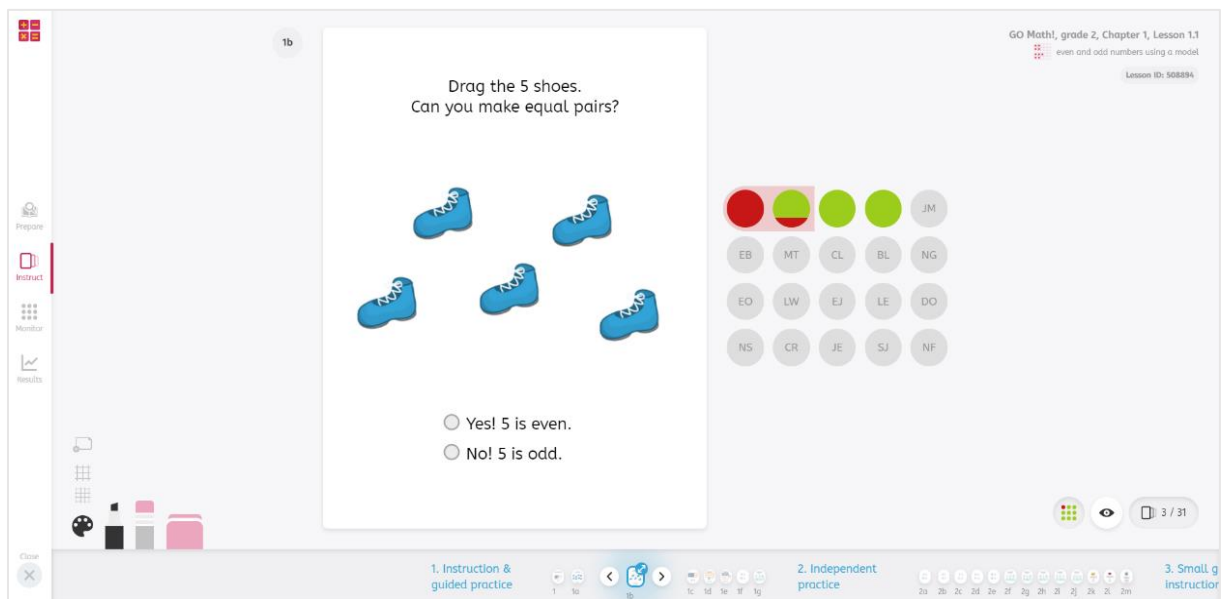 1b
GO Math!, grade 2, Chapter 1, Lesson 1.1
even and odd numbers using a model
Lesson ID: 508894
Drag the 5 shoes.
Can you make equal pairs?
Yes! 5 is even.
No! 5 is odd.
JM
EB MT CL BL NG
EO LW EJ LE DO
NS CR JE SJ NF
Prepare
Instruct
Monitor
Results
Close
3 / 31
1. Instruction &
guided practice
1 1a 1b 1c 1d 1e 1f 1g
2. Independent
practice
2a 2b 2c 2d 2e 2f 2g 2h 2i 2j 2k 2l 2m
3. Small g
instruction